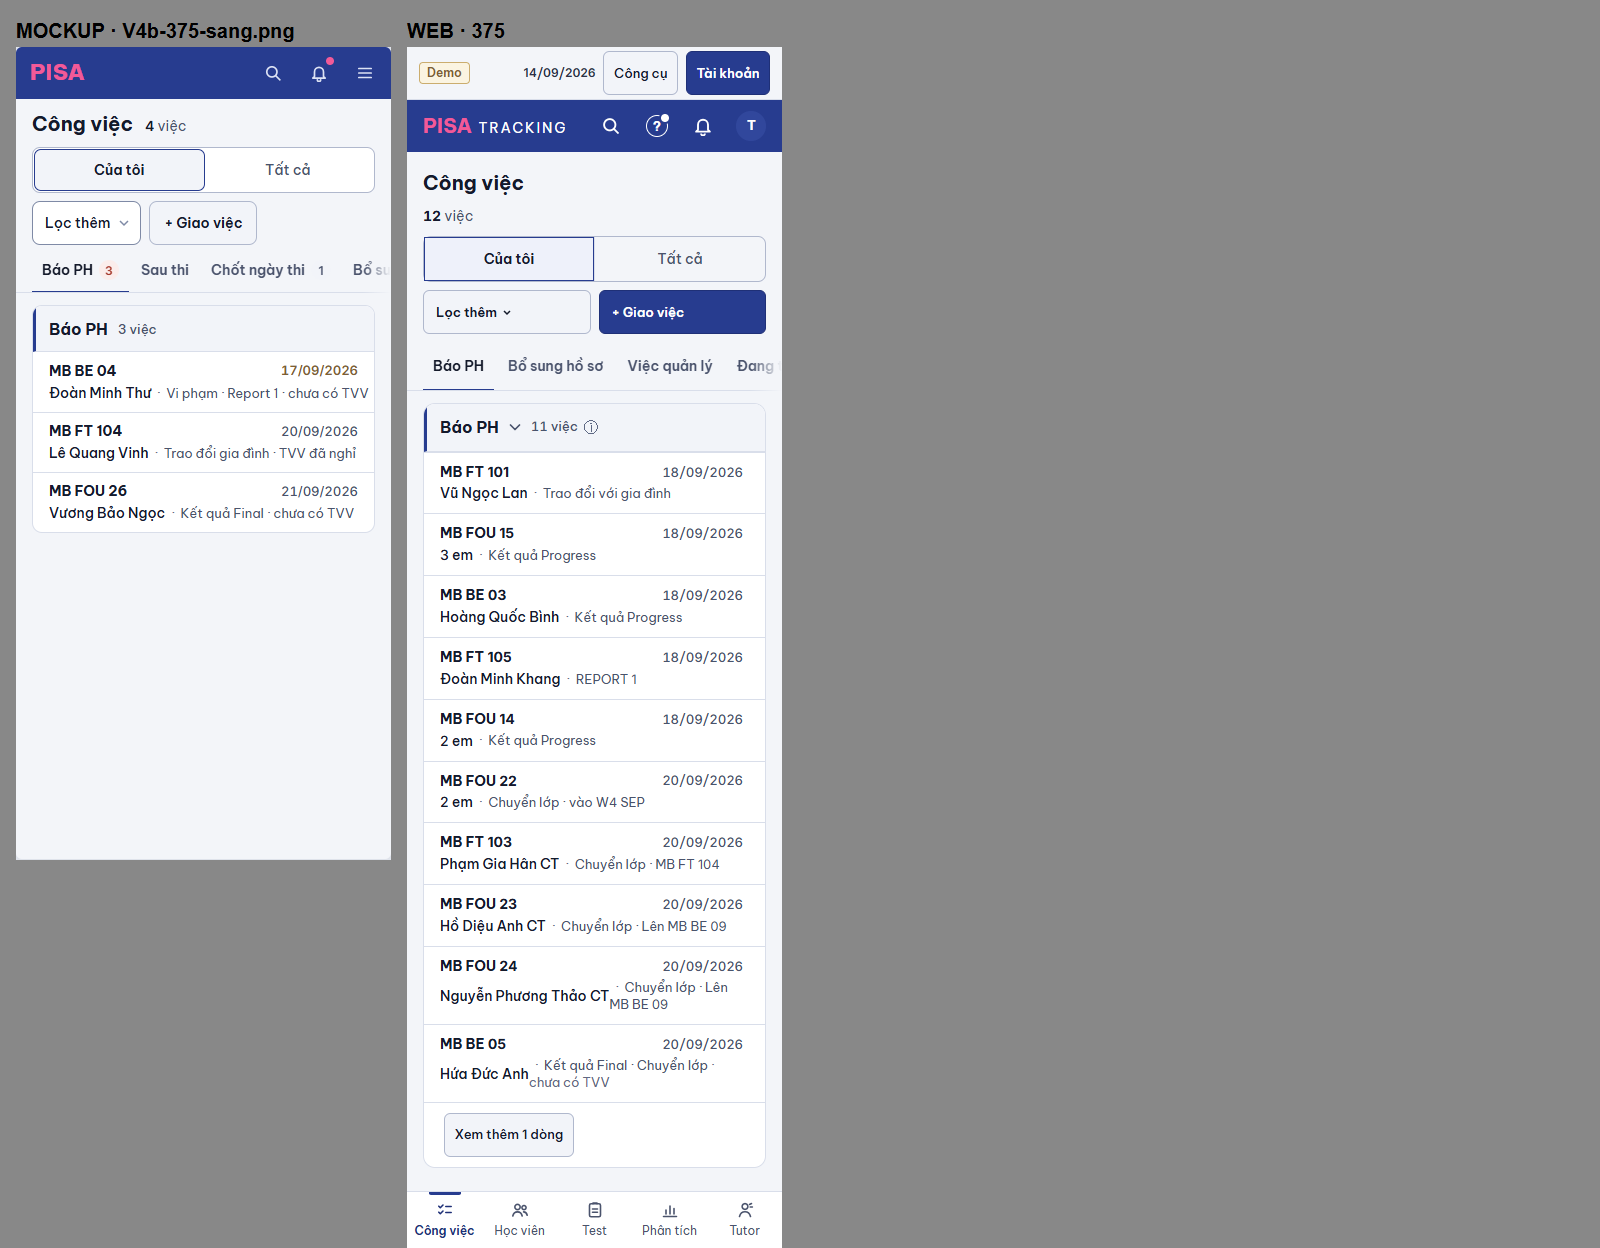 MOCKUP · V4b-375-sang.png
PISA
Công việc 4 việc
Của tôi Tất cả
Lọc thêm + Giao việc
Báo PH 3 Sau thi Chốt ngày thi 1 Bổ su
Báo PH 3 việc
MB BE 04 17/09/2026
Đoàn Minh Thư · Vi phạm · Report 1 · chưa có TVV
MB FT 104 20/09/2026
Lê Quang Vinh · Trao đổi gia đình · TVV đã nghỉ
MB FOU 26 21/09/2026
Vương Bảo Ngọc · Kết quả Final · chưa có TVV
WEB · 375
Demo 14/09/2026 Công cụ Tài khoản
PISA TRACKING ? T
Công việc
12 việc
Của tôi Tất cả
Lọc thêm + Giao việc
Báo PH Bổ sung hồ sơ Việc quản lý Đang
Báo PH 11 việc
MB FT 101 18/09/2026
Vũ Ngọc Lan · Trao đổi với gia đình
MB FOU 15 18/09/2026
3 em · Kết quả Progress
MB BE 03 18/09/2026
Hoàng Quốc Bình · Kết quả Progress
MB FT 105 18/09/2026
Đoàn Minh Khang · REPORT 1
MB FOU 14 18/09/2026
2 em · Kết quả Progress
MB FOU 22 20/09/2026
2 em · Chuyển lớp · vào W4 SEP
MB FT 103 20/09/2026
Phạm Gia Hân CT · Chuyển lớp · MB FT 104
MB FOU 23 20/09/2026
Hồ Diệu Anh CT · Chuyển lớp · Lên MB BE 09
MB FOU 24 20/09/2026
Nguyễn Phương Thảo CT · Chuyển lớp · Lên
MB BE 09
MB BE 05 20/09/2026
Hứa Đức Anh · Kết quả Final · Chuyển lớp ·
chưa có TVV
Xem thêm 1 dòng
Công việc Học viên Test Phân tích Tutor